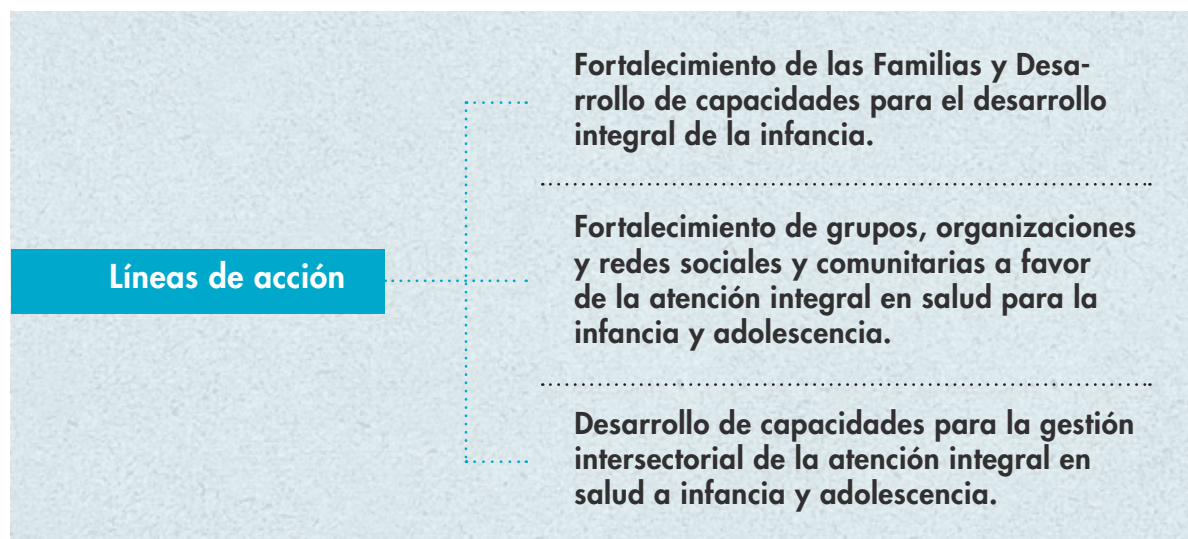 Líneas de acción
Fortalecimiento de las Familias y Desa-
rrollo de capacidades para el desarrollo
integral de la infancia.
Fortalecimiento de grupos, organizaciones
y redes sociales y comunitarias a favor
de la atención integral en salud para la
infancia y adolescencia.
Desarrollo de capacidades para la gestión
intersectorial de la atención integral en
salud a infancia y adolescencia.